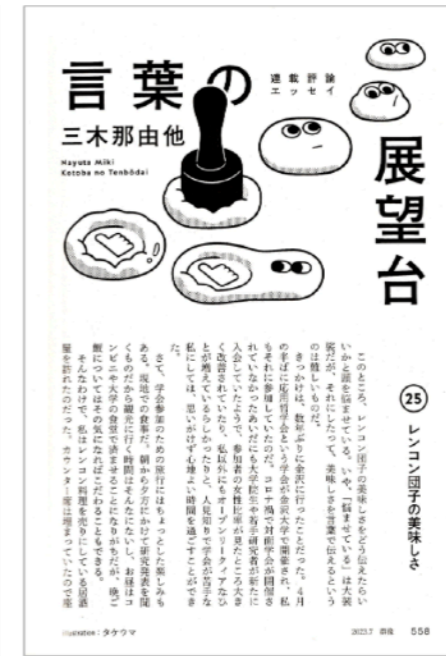 言葉の
展望台
連載評論
エッセイ
三木那由他
Nayuta Miki
Kotoba no Tenbōdai
25
レンコン団子の美味しさ
このところ、レンコン団子の美味しさをどう伝えたらい
いかと頭を悩ませている。いや、「悩ませている」は大袈
裟だが、それにしたって、美味しさを言葉で伝えるという
のは難しいものだ。
きっかけは、数年ぶりに金沢に行ったことだった。4月
の半ばに応用哲学会という学会が金沢大学で開催され、私
もそれに参加していたのだ。コロナ禍で対面学会が開催さ
れていなかったあいだにも大学院生や若手研究者が新たに
入会していたようで、参加者の女性比率が見たところ大き
く改善されていたり、私以外にもオープンリークィアなひ
とが増えているらしかったりと、人見知りで学会が苦手な
私にしては、思いがけず心地よい時間を過ごすことができ
た。
さて、学会参加のための旅行にはちょっとした楽しみも
ある。現地での食事だ。朝から夕方にかけて研究発表を聞
くものだから観光に行く時間はそんなにないし、お昼はコ
ンビニや大学の食堂で済ませることになりがちだが、晩ご
飯についてはその気になればこだわることもできる。
そんなわけで、私はレンコン料理を売りにしている居酒
屋を訪れたのだった。カウンター席は埋まっていたので座
illustration：タケウマ
2023.7 群像 558